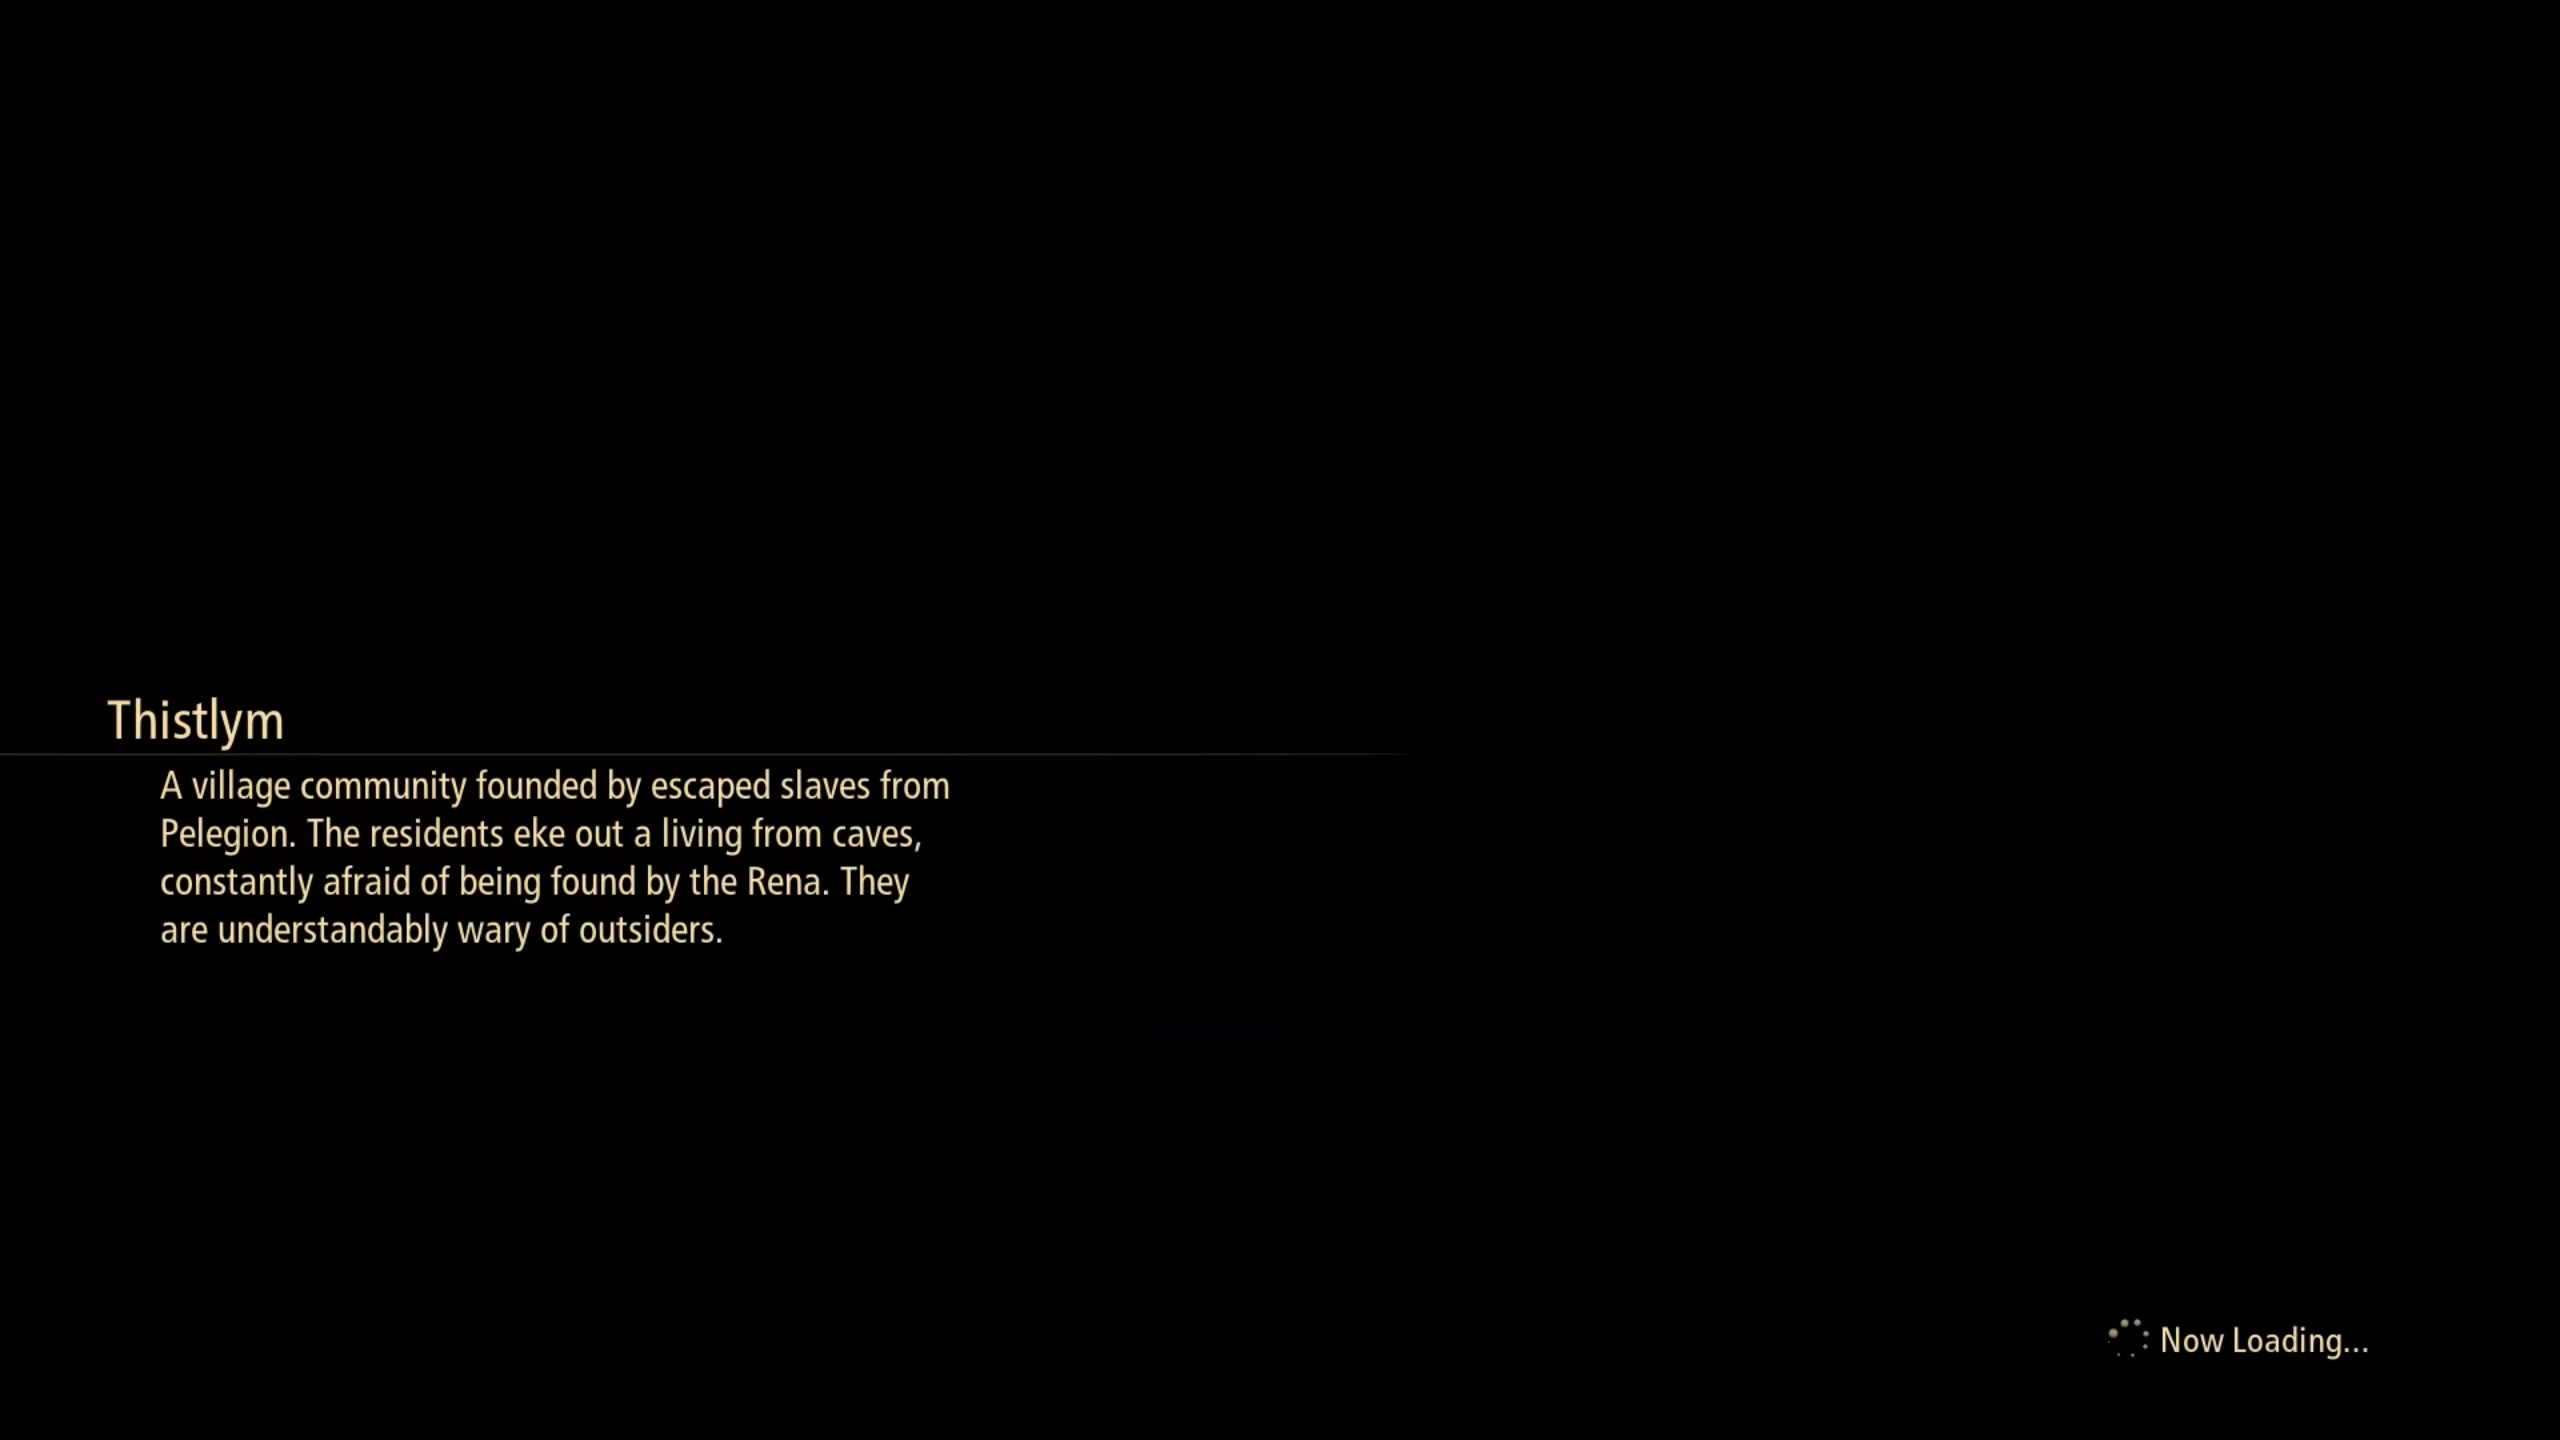 Thistlym
A village community founded by escaped slaves from
Pelegion. The residents eke out a living from caves,
constantly afraid of being found by the Rena. They
are understandably wary of outsiders.
Now Loading...